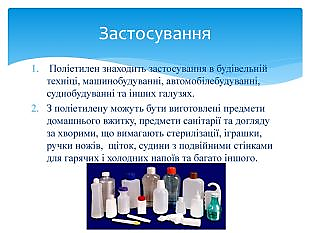 Застосування
1. Поліетилен знаходить застосування в будівельній
техніці, машинобудуванні, автомобілебудуванні,
суднобудуванні та інших галузях.
2. З поліетилену можуть бути виготовлені предмети
домашнього вжитку, предмети санітарії та догляду
за хворими, що вимагають стерилізації, іграшки,
ручки ножів, щіток, судини з подвійними стінками
для гарячих і холодних напоїв та багато іншого.